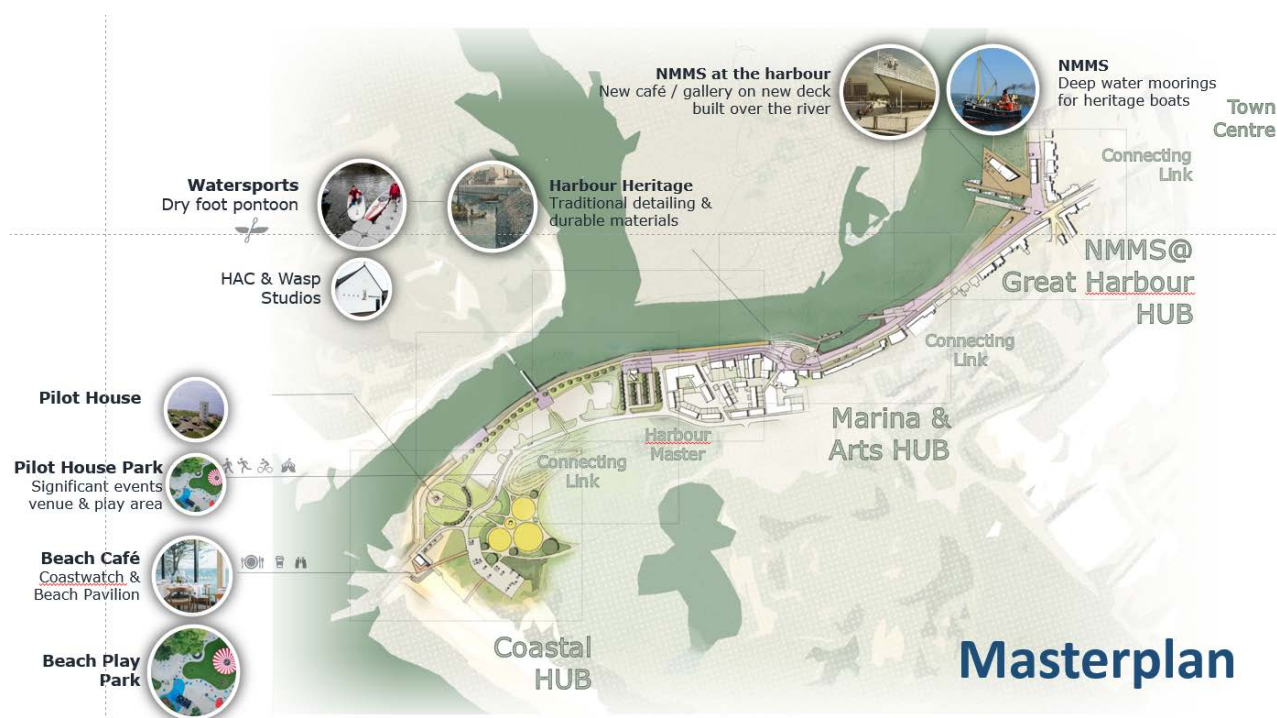 NMMS at the harbour
New café / gallery on new deck
built over the river
NMMS
Deep water moorings
for heritage boats
Town
Centre
Connecting
Link
Watersports
Dry foot pontoon
Harbour Heritage
Traditional detailing &
durable materials
HAC & Wasp
Studios
NMMS@
Great Harbour
HUB
Connecting
Link
Pilot House
Marina &
Arts HUB
Harbour
Master
Connecting
Link
Pilot House Park
Significant events
venue & play area
Beach Café
Coastwatch &
Beach Pavilion
Coastal
HUB
Beach Play
Park
Masterplan